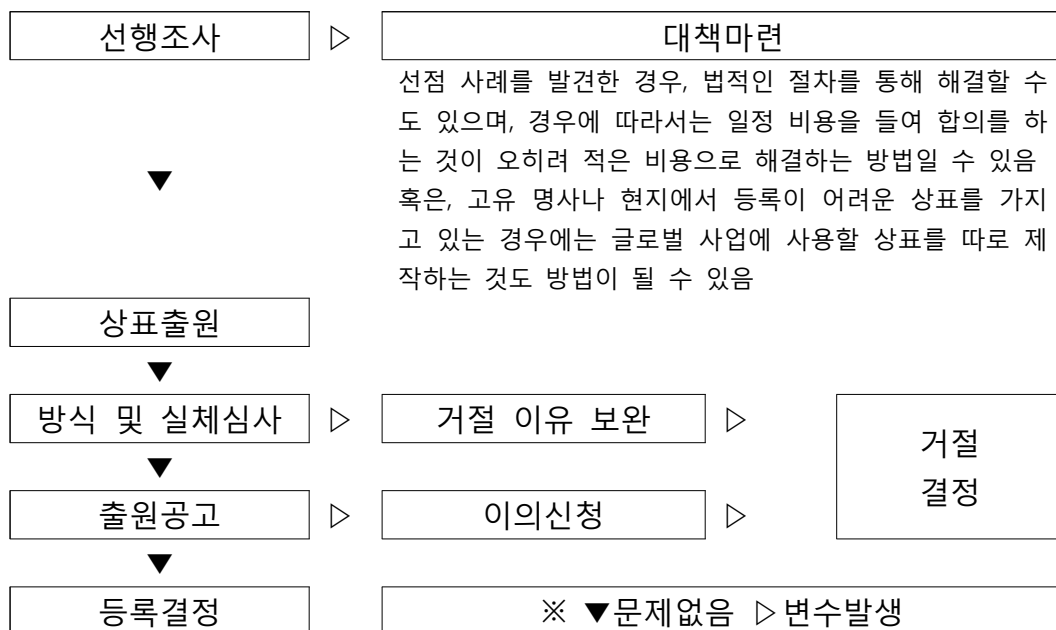 선행조사 ▷ 대책마련
선점 사례를 발견한 경우, 법적인 절차를 통해 해결할 수
도 있으며, 경우에 따라서는 일정 비용을 들여 합의를 하
는 것이 오히려 적은 비용으로 해결하는 방법일 수 있음
▼
혹은, 고유 명사나 현지에서 등록이 어려운 상표를 가지
고 있는 경우에는 글로벌 사업에 사용할 상표를 따로 제
작하는 것도 방법이 될 수 있음
상표출원
▼
방식 및 실체심사 ▷ 거절 이유 보완 ▷
거절
결정
▼
출원공고 ▷ 이의신청 ▷
▼
등록결정
※ ▼문제없음 ▷변수발생